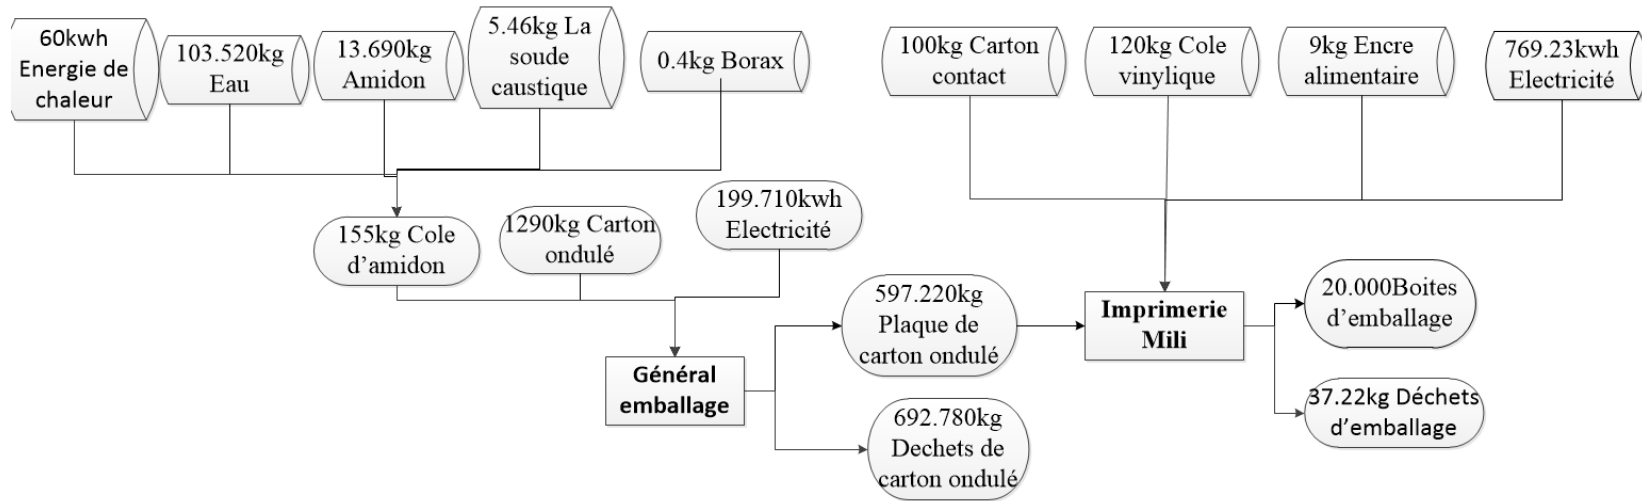 60kwh
Energie de
chaleur
103.520kg
Eau
13.690kg
Amidon
5.46kg La
soude
caustique
0.4kg Borax
100kg Carton
contact
120kg Cole
vinylique
9kg Encre
alimentaire
769.23kwh
Electricité
155kg Cole
d’amidon
1290kg Carton
ondulé
199.710kwh
Electricité
597.220kg
Plaque de
carton ondulé
Imprimerie
Mili
20.000Boites
d’emballage
Général
emballage
692.780kg
Dechets de
carton ondulé
37.22kg Déchets
d’emballage